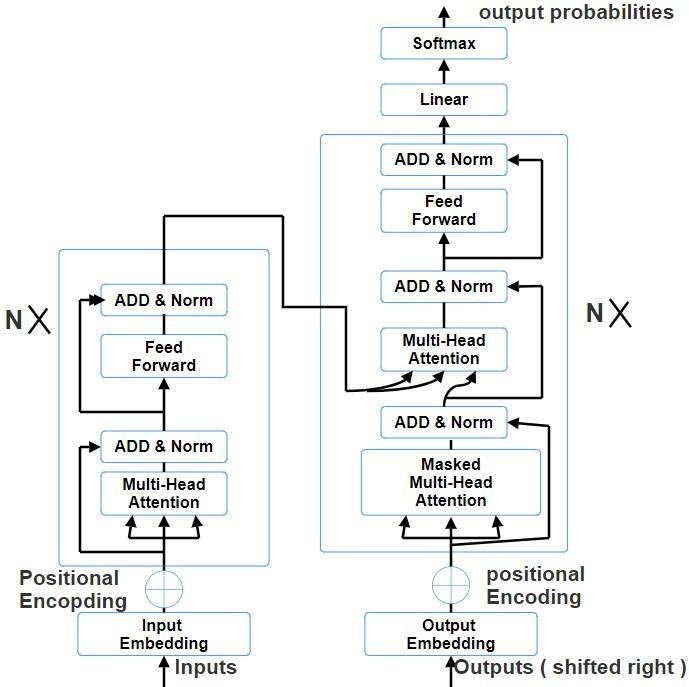 output probabilities
Softmax
Linear
ADD & Norm
Feed
Forward
ADD & Norm
Multi-Head
Attention
ADD & Norm
Masked
Multi-Head
Attention
N X
positional
Encoding
Output
Embedding
Outputs ( shifted right )
N X
ADD & Norm
Feed
Forward
ADD & Norm
Multi-Head
Attention
Positional
Encopding
Input
Embedding
Inputs